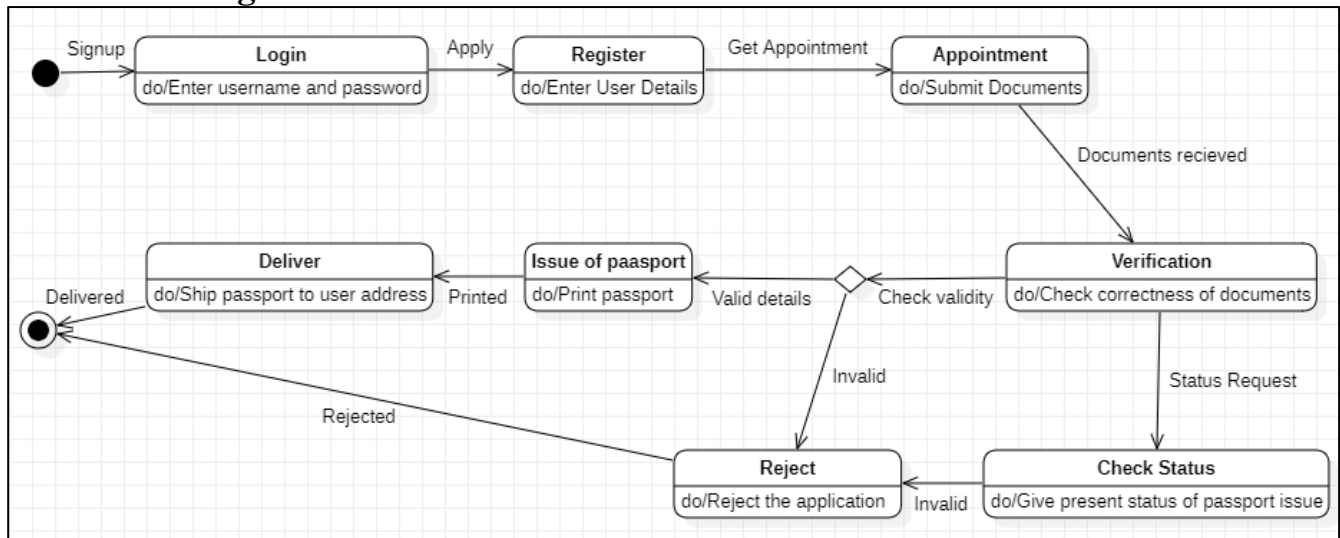 Signup
Login
do/Enter username and password
Apply
Register
do/Enter User Details
Get Appointment
Appointment
do/Submit Documents
Documents recieved
Verification
do/Check correctness of documents
Check validity
Valid details
Issue of paasport
do/Print passport
Printed
Deliver
do/Ship passport to user address
Delivered
Invalid
Status Request
Rejected
Reject
do/Reject the application
Invalid
Check Status
do/Give present status of passport issue